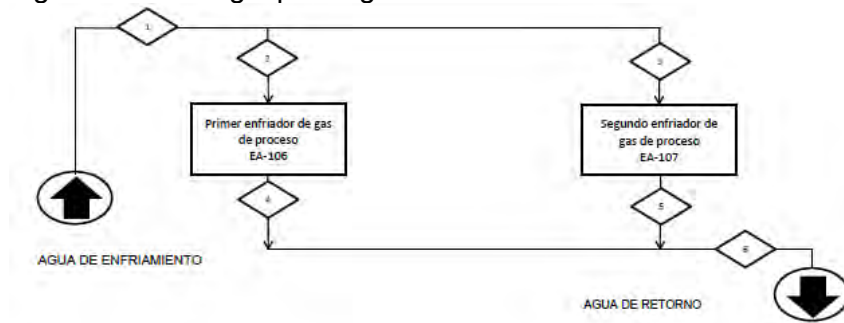 1
2
3
Primer enfriador de gas
de proceso
EA-106
Segundo enfriador de
gas de proceso
EA-107
4
5
6
AGUA DE ENFRIAMIENTO
AGUA DE RETORNO